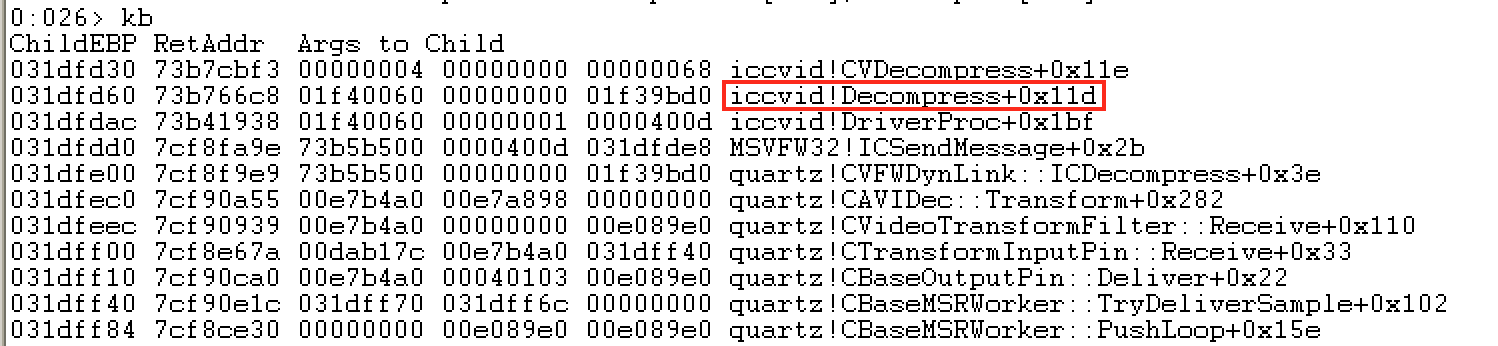 0:026> kb
ChildEBP RetAddr  Args to Child
031dfd30 73b7cbf3 00000004 00000000 00000068 iccvid!CVDecompress+0x11e
031dfd60 73b766c8 01f40060 00000000 01f39bd0 iccvid!Decompress+0x11d
031dfdac 73b41938 01f40060 00000001 0000400d iccvid!DriverProc+0x1bf
031dfdd0 7cf8fa9e 73b5b500 0000400d 031dfde8 MSVFW32!ICSendMessage+0x2b
031dfe00 7cf8f9e9 73b5b500 00000000 01f39bd0 quartz!CVFWDynLink::ICDecompress+0x3e
031dfec0 7cf90a55 00e7b4a0 00e7a898 00000000 quartz!CAVIDec::Transform+0x282
031dfeec 7cf90939 00e7b4a0 00000000 00e089e0 quartz!CVideoTransformFilter::Receive+0x110
031dff00 7cf8e67a 00dab17c 00e7b4a0 031dff40 quartz!CTransformInputPin::Receive+0x33
031dff10 7cf90ca0 00e7b4a0 00040103 00e089e0 quartz!CBaseOutputPin::Deliver+0x22
031dff40 7cf90e1c 031dff70 031dff6c 00000000 quartz!CBaseMSRWorker::TryDeliverSample+0x102
031dff84 7cf8ce30 00000000 00e089e0 00e089e0 quartz!CBaseMSRWorker::PushLoop+0x15e